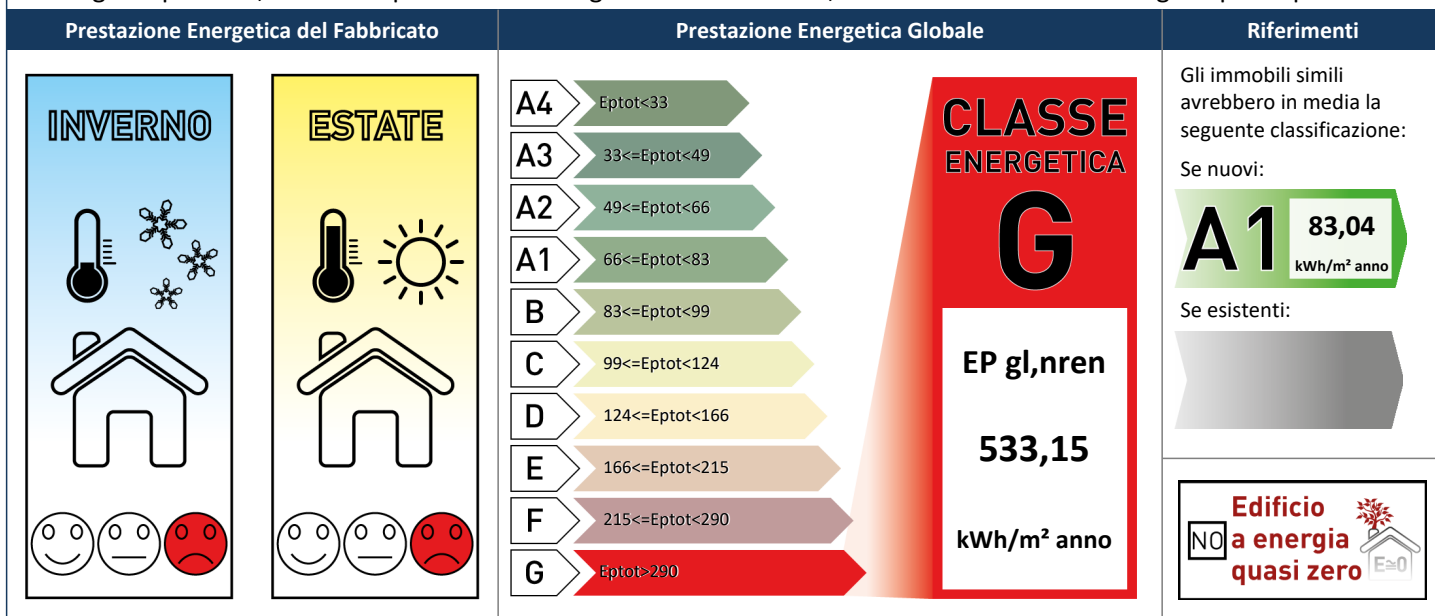 Prestazione Energetica del Fabbricato
Prestazione Energetica Globale
Riferimenti
INVERNO
ESTATE
A4
Eptot<33
A3
33<=Eptot<49
A2
49<=Eptot<66
A1
66<=Eptot<83
B
83<=Eptot<99
C
99<=Eptot<124
D
124<=Eptot<166
E
166<=Eptot<215
F
215<=Eptot<290
G
Eptot>290
CLASSE
ENERGETICA
G
EP gl,nren
533,15
kWh/m² anno
Gli immobili simili
avrebbero in media la
seguente classificazione:
Se nuovi:
A1
83,04
kWh/m² anno
Se esistenti:
NO
Edificio
a energia
quasi zero
E≅0